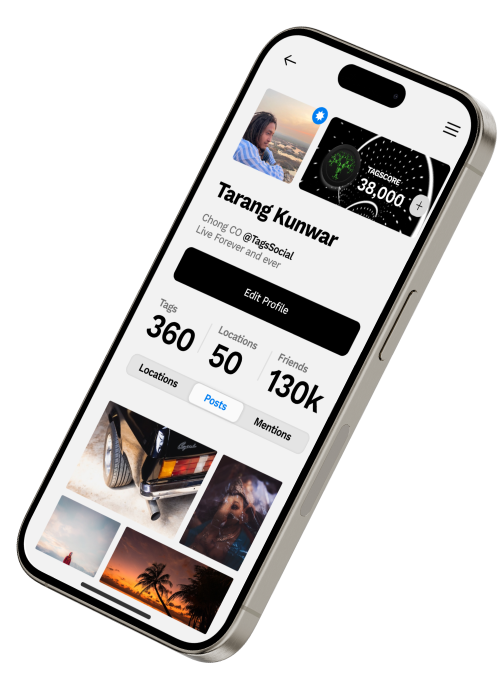 TAGSCORE
38,000
Tarang Kunwar
Chong CO @TagsSocial
Live Forever and ever
Edit Profile
Tags
360
Locations
50
Friends
130k
Locations
Posts
Mentions